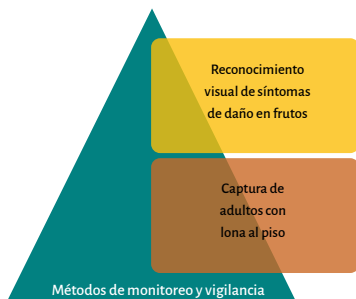 Reconocimiento
visual de síntomas
de daño en frutos
Captura de
adultos con
lona al piso
Métodos de monitoreo y vigilancia